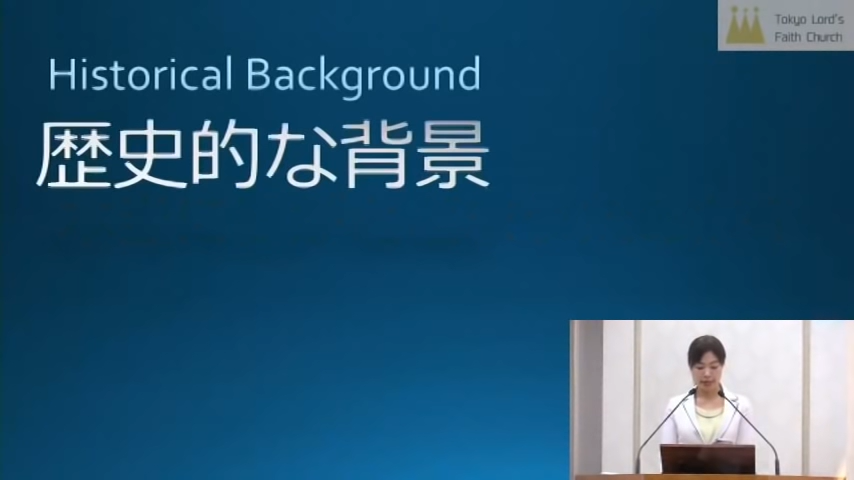 Tokyo Lord's
Faith Church
Historical Background
歴史的な背景